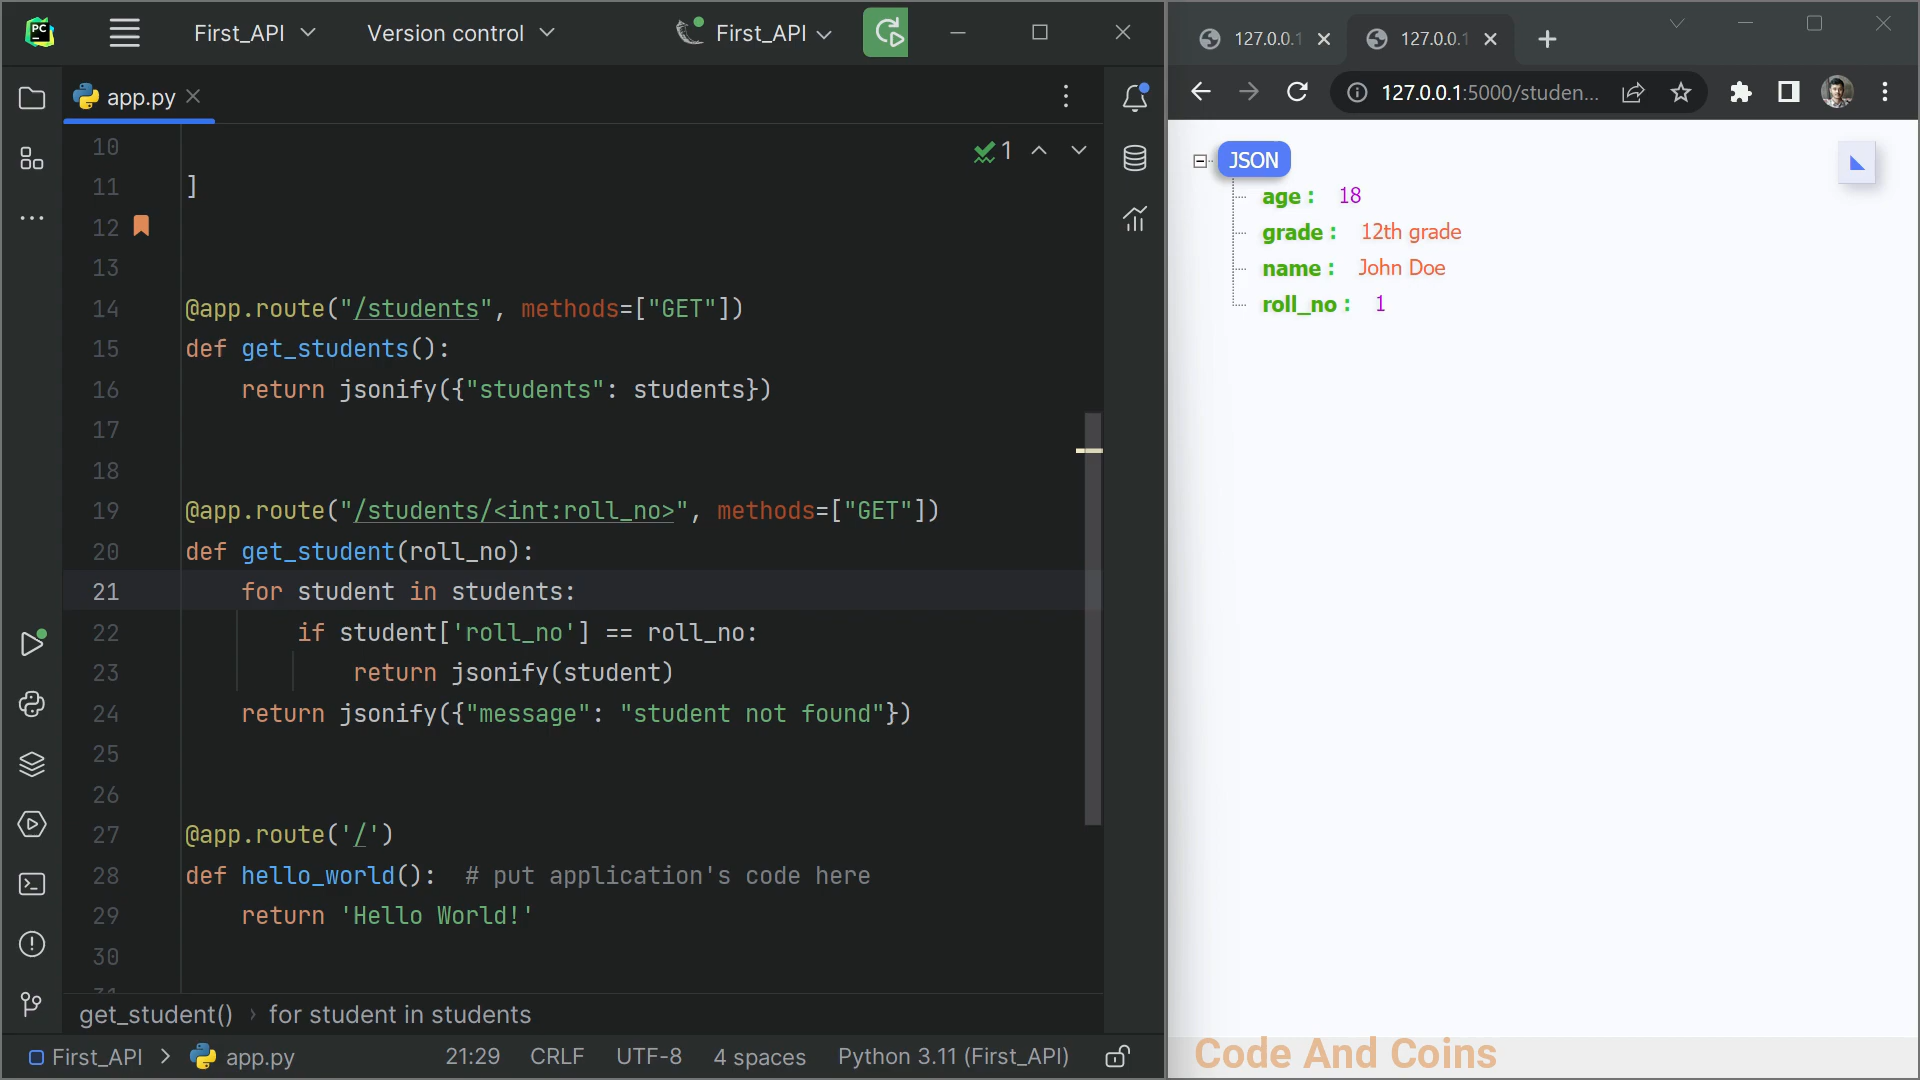 PC
First_API
Version control
First_API
app.py
10
1
11 ]
12
13
14 @app.route("/students", methods=["GET"])
15 def get_students():
16 return jsonify({"students": students})
17
18
19 @app.route("/students/<int:roll_no>", methods=["GET"])
20 def get_student(roll_no):
21 for student in students:
22 if student['roll_no'] == roll_no:
23 return jsonify(student)
24 return jsonify({"message": "student not found"})
25
26
27 @app.route('/')
28 def hello_world(): # put application's code here
29 return 'Hello World!'
30
31
get_student() › for student in students
First_API > app.py 21:29 CRLF UTF-8 4 spaces Python 3.11 (First_API)
127.0.0.1
127.0.0.1
127.0.0.1:5000/studen...
JSON
age : 18
grade : 12th grade
name : John Doe
roll_no : 1
Code And Coins